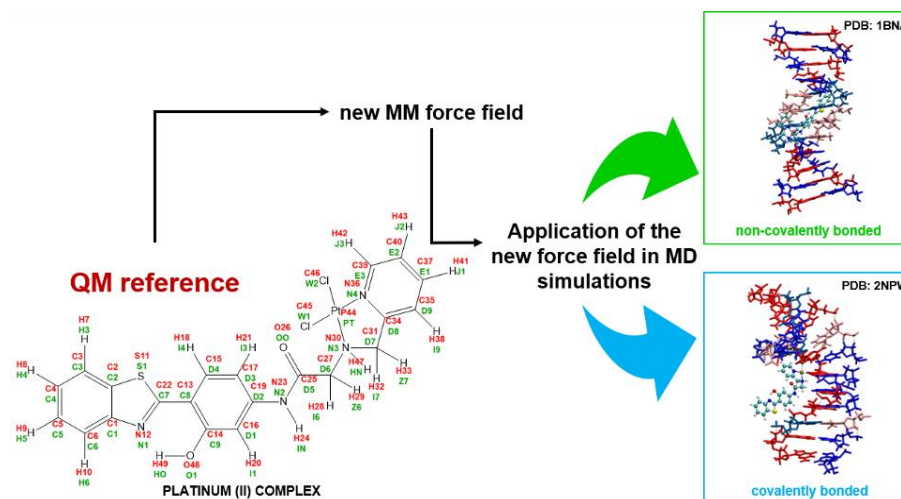 PDB: 1BNA
non-covalently bonded
new MM force field
Application of the
new force field in MD
simulations
PDB: 2NPW
covalently bonded
QM reference
H43
J2 H
H42
J3 H
C40
E2
C39
E3
C37
E1
H41
H J1
C46
W2 Cl
N36
N4
C35
D9
C45
W1
Cl
Pt P44
PT
C34
D8
H38
H I9
O26
OO
O
N30
N3 N
C31
D7
H47
H HN
H33
H Z7
H32
H I7
C27
D6
H29
H Z6
H28
H I6
C25
D5
N23
N2 N
H24
H IN
H7
H3
H
H8
H4 H
C3
C3
C2
C2
S11
S1
S
C4
C4
C5
C5
H9
H5 H
C6
C6
C1
C1
H10
H6
H
C22
C7
N12
N1
N
H18
I4 H
C15
D4
H21
H I3
C17
D3
C13
C8
C19
D2
C16
D1
C14
C9
H20
H I1
H49
HO
H
O48
O1
O
PLATINUM (II) COMPLEX